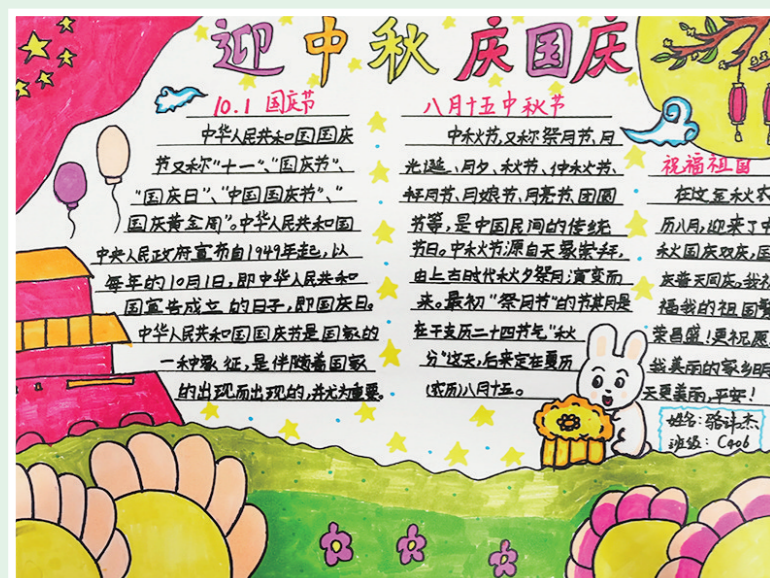 迎中秋 庆国庆
10.1 国庆节
中华人民共和国国庆
节又称"十一"、"国庆节"、
"国庆日"、"中国国庆节"、"
国庆黄金周"。中华人民共和国
中央人民政府宣布自1949年起,以
每年的10月1日,即中华人民共和
国宣告成立的日子,即国庆日。
中华人民共和国国庆节是国家的
一种象征,是伴随着国家
的出现而出现的,并尤为重要。
八月十五中秋节
中秋节,又称祭月节、月
光诞、月夕、秋节、仲秋节、
拜月节、月娘节、月亮节、团圆
节等,是中国民间的传统
节日。中秋节源自天象崇拜,
由上古时代秋夕祭月演变而
来。最初"祭月节"的节期是
在干支历二十四节气"秋
分"这天,后来定在夏历
(农历)八月十五。
祝福祖国
在这金秋农
历八月,迎来了中
秋国庆双庆,国
庆普天同庆。我祝
福我的祖国繁
荣昌盛!更祝愿
我美丽的家乡明
天更美丽,平安!
姓名:骆诗杰
班级:C406